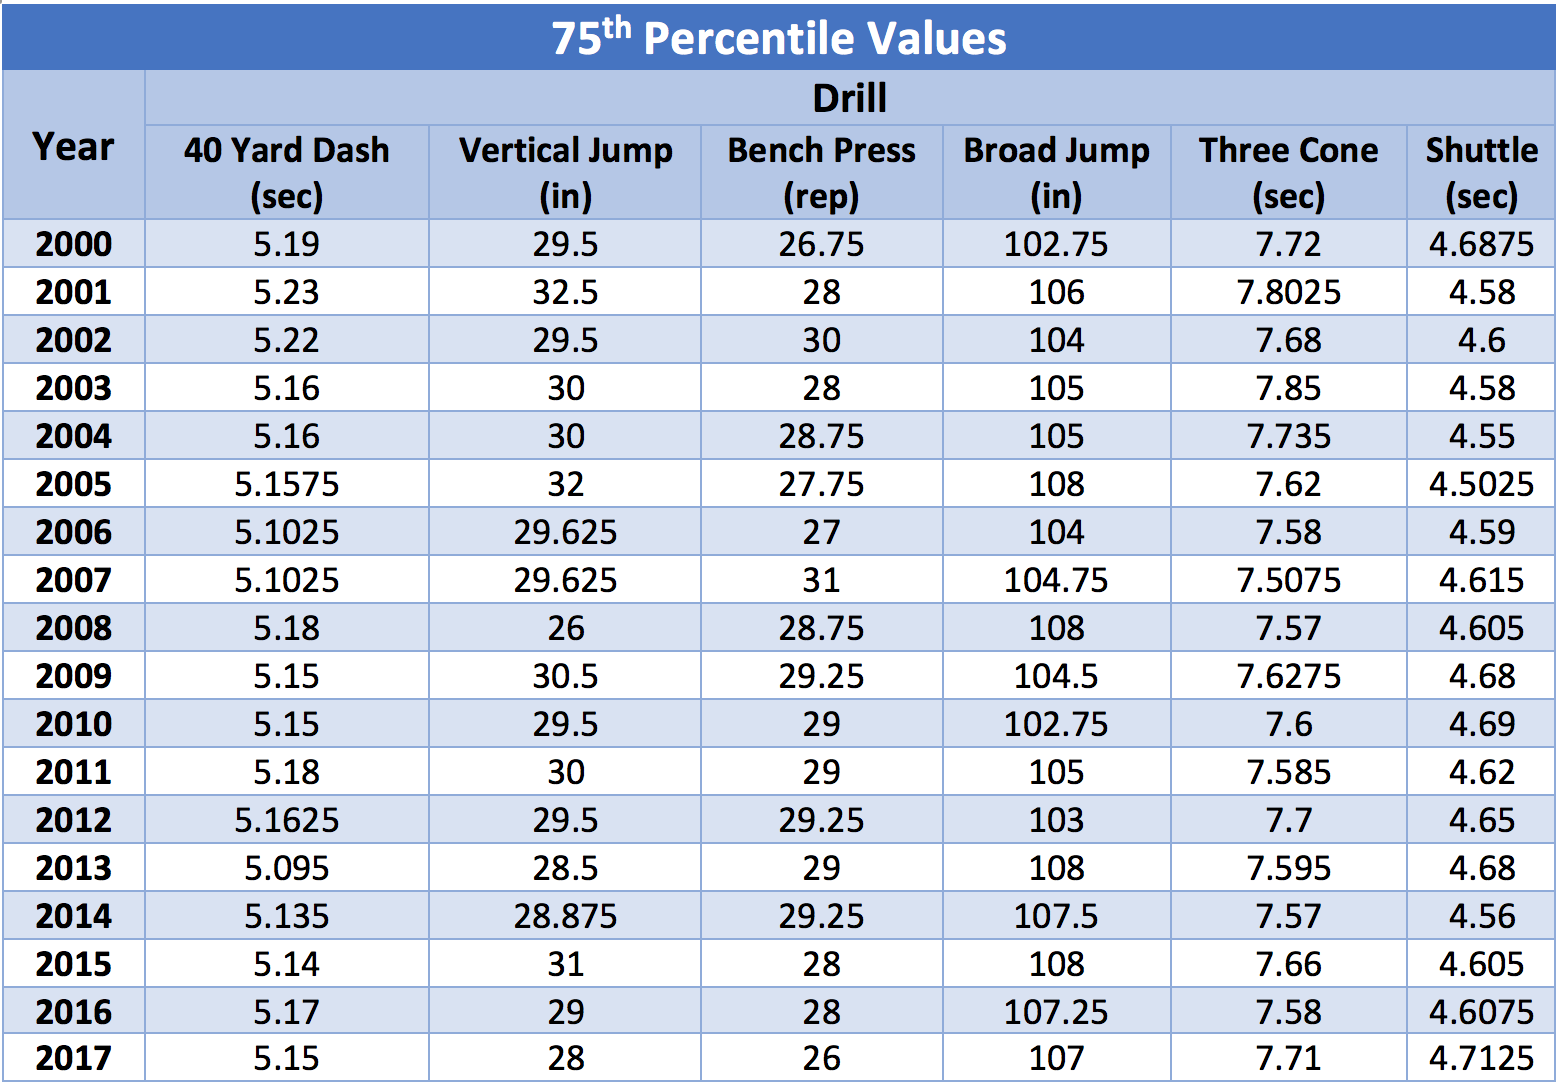 75th Percentile Values
Drill
Year
40 Yard Dash (sec) Vertical Jump (in) Bench Press (rep) Broad Jump (in) Three Cone (sec) Shuttle (sec)
2000 5.19 29.5 26.75 102.75 7.72 4.6875
2001 5.23 32.5 28 106 7.8025 4.58
2002 5.22 29.5 30 104 7.68 4.6
2003 5.16 30 28 105 7.85 4.58
2004 5.16 30 28.75 105 7.735 4.55
2005 5.1575 32 27.75 108 7.62 4.5025
2006 5.1025 29.625 27 104 7.58 4.59
2007 5.1025 29.625 31 104.75 7.5075 4.615
2008 5.18 26 28.75 108 7.57 4.605
2009 5.15 30.5 29.25 104.5 7.6275 4.68
2010 5.15 29.5 29 102.75 7.6 4.69
2011 5.18 30 29 105 7.585 4.62
2012 5.1625 29.5 29.25 103 7.7 4.65
2013 5.095 28.5 29 108 7.595 4.68
2014 5.135 28.875 29.25 107.5 7.57 4.56
2015 5.14 31 28 108 7.66 4.605
2016 5.17 29 28 107.25 7.58 4.6075
2017 5.15 28 26 107 7.71 4.7125